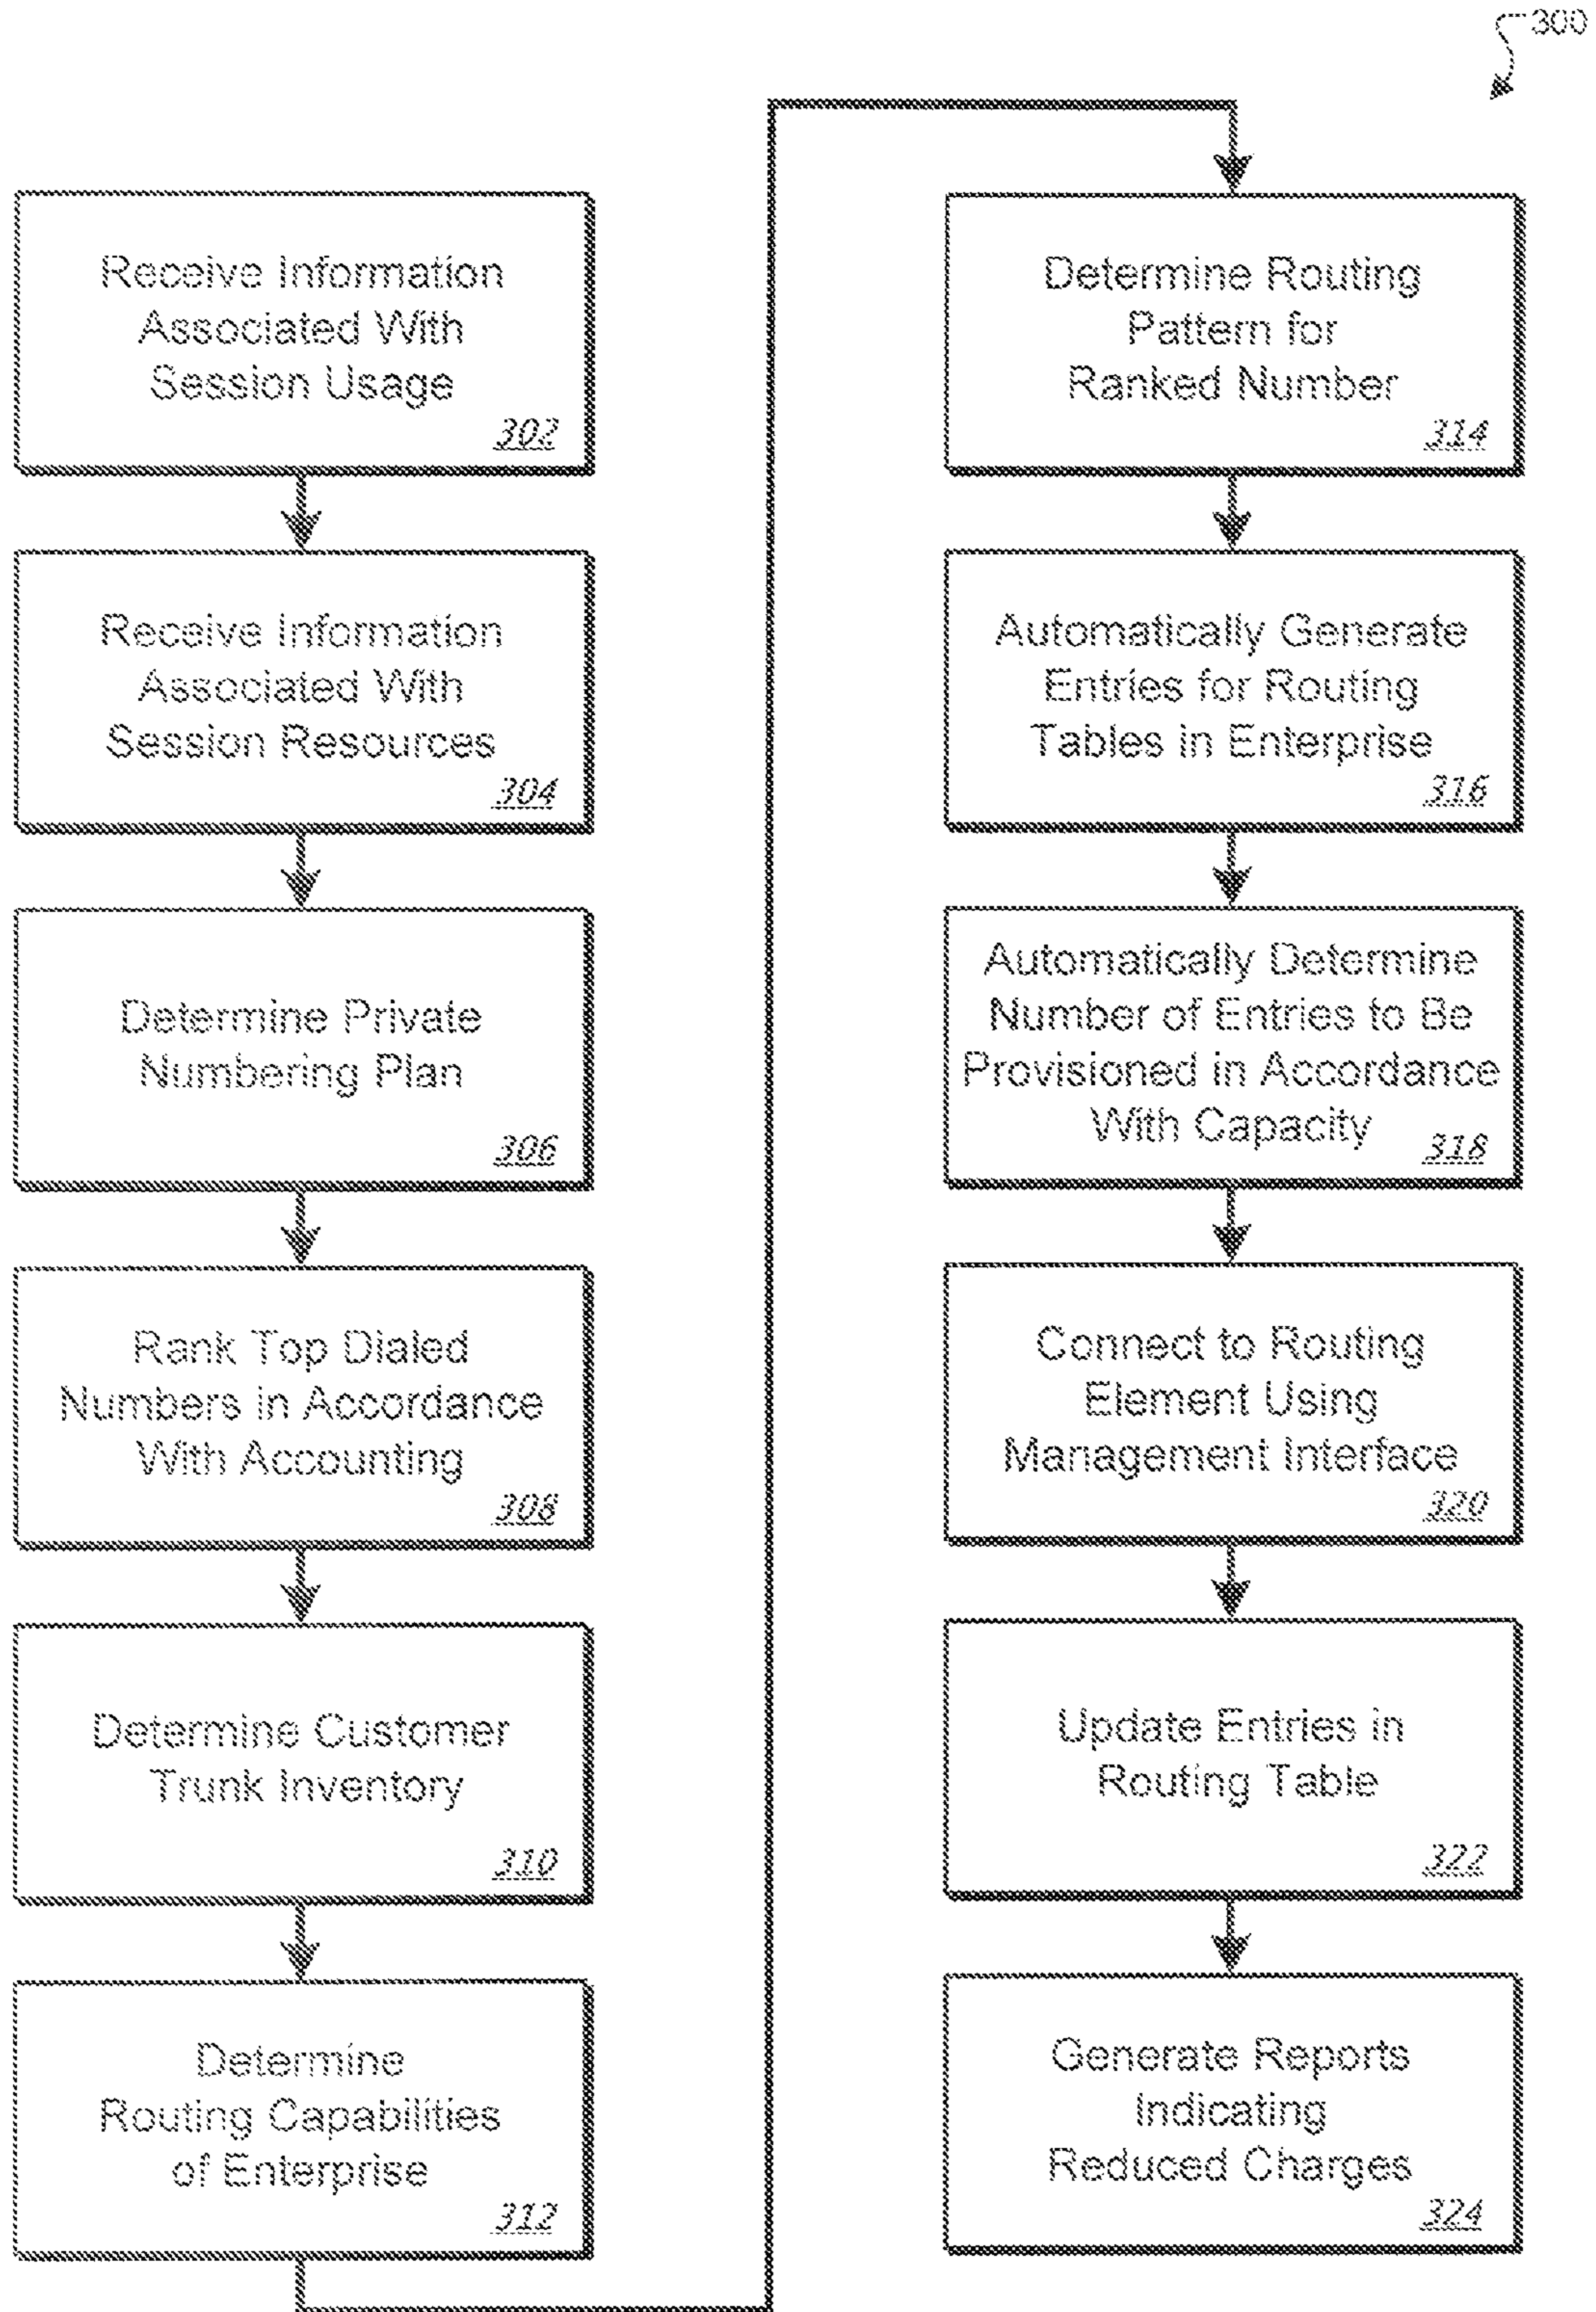 300
Receive Information
Associated With
Session Usage
302
Receive Information
Associated With
Session Resources
304
Determine Private
Numbering Plan
306
Rank Top Dialed
Numbers in Accordance
With Accounting
308
Determine Customer
Trunk Inventory
310
Determine
Routing Capabilities
of Enterprise
312
Determine Routing
Pattern for
Ranked Number
314
Automatically Generate
Entries for Routing
Tables in Enterprise
316
Automatically Determine
Number of Entries to Be
Provisioned in Accordance
With Capacity
318
Connect to Routing
Element Using
Management Interface
320
Update Entries in
Routing Table
322
Generate Reports
Indicating
Reduced Charges
324